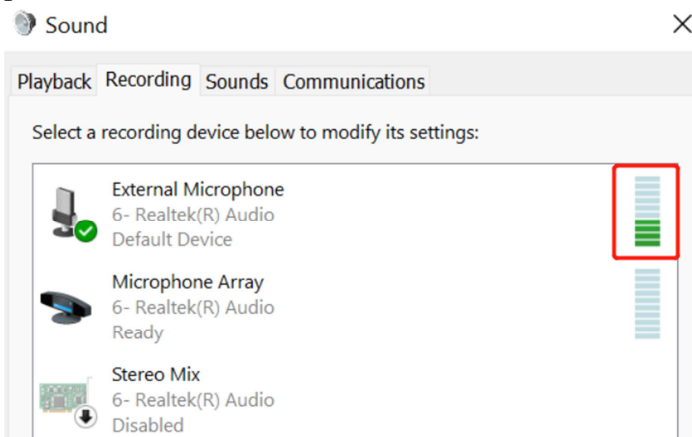 Sound
Playback Recording Sounds Communications
Select a recording device below to modify its settings:
External Microphone
6- Realtek(R) Audio
Default Device
Microphone Array
6- Realtek(R) Audio
Ready
Stereo Mix
6- Realtek(R) Audio
Disabled